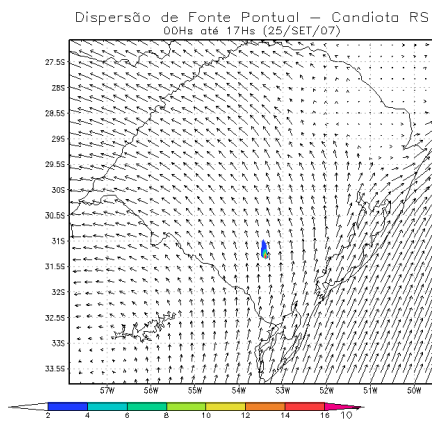 Dispersão de Fonte Pontual – Candiota RS
00Hs até 17Hs (25/SET/07)
27.5S
28S
28.5S
29S
29.5S
30S
30.5S
31S
31.5S
32S
32.5S
33S
33.5S
57W 56W 55W 54W 53W 52W 51W 50W
2 4 6 8 10 12 14 16 10